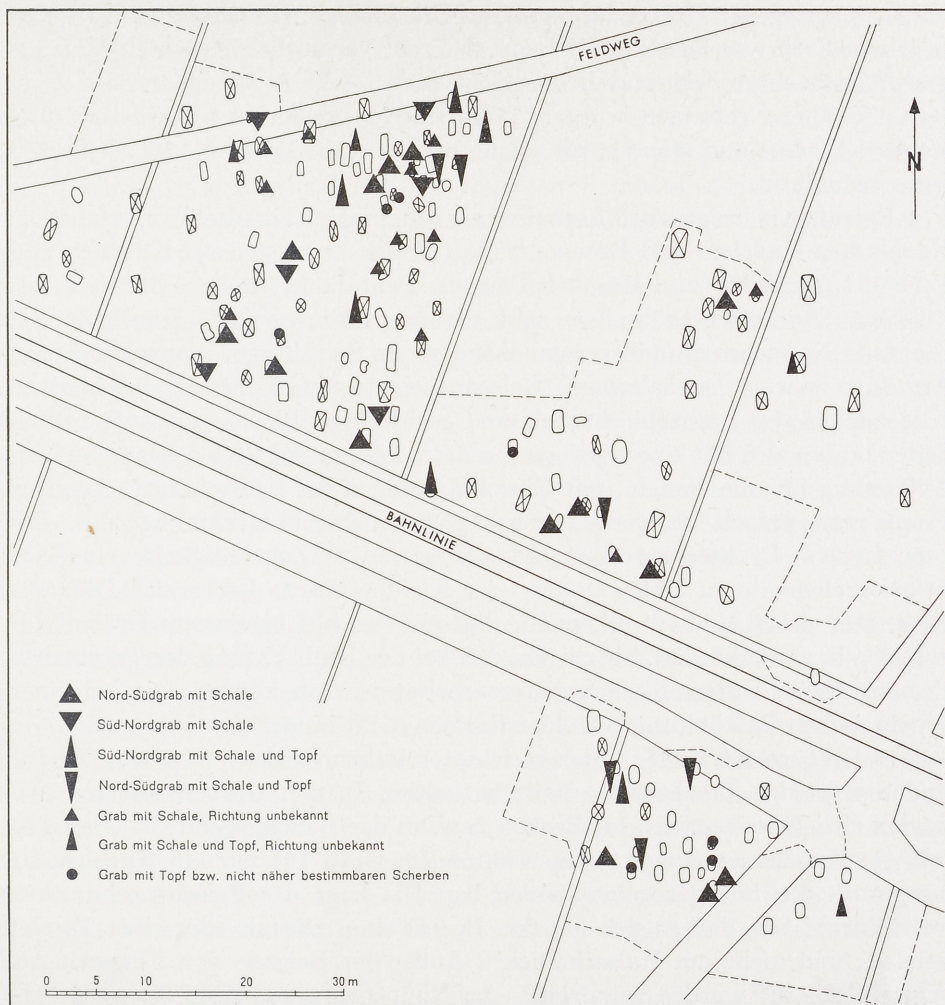 FELDWEG
N
BAHNLINIE
Nord-Südgrab mit Schale
Süd-Nordgrab mit Schale
Süd-Nordgrab mit Schale und Topf
Nord-Südgrab mit Schale und Topf
Grab mit Schale, Richtung unbekannt
Grab mit Schale und Topf, Richtung unbekannt
Grab mit Topf bzw. nicht näher bestimmbaren Scherben
0 5 10 20 30 m